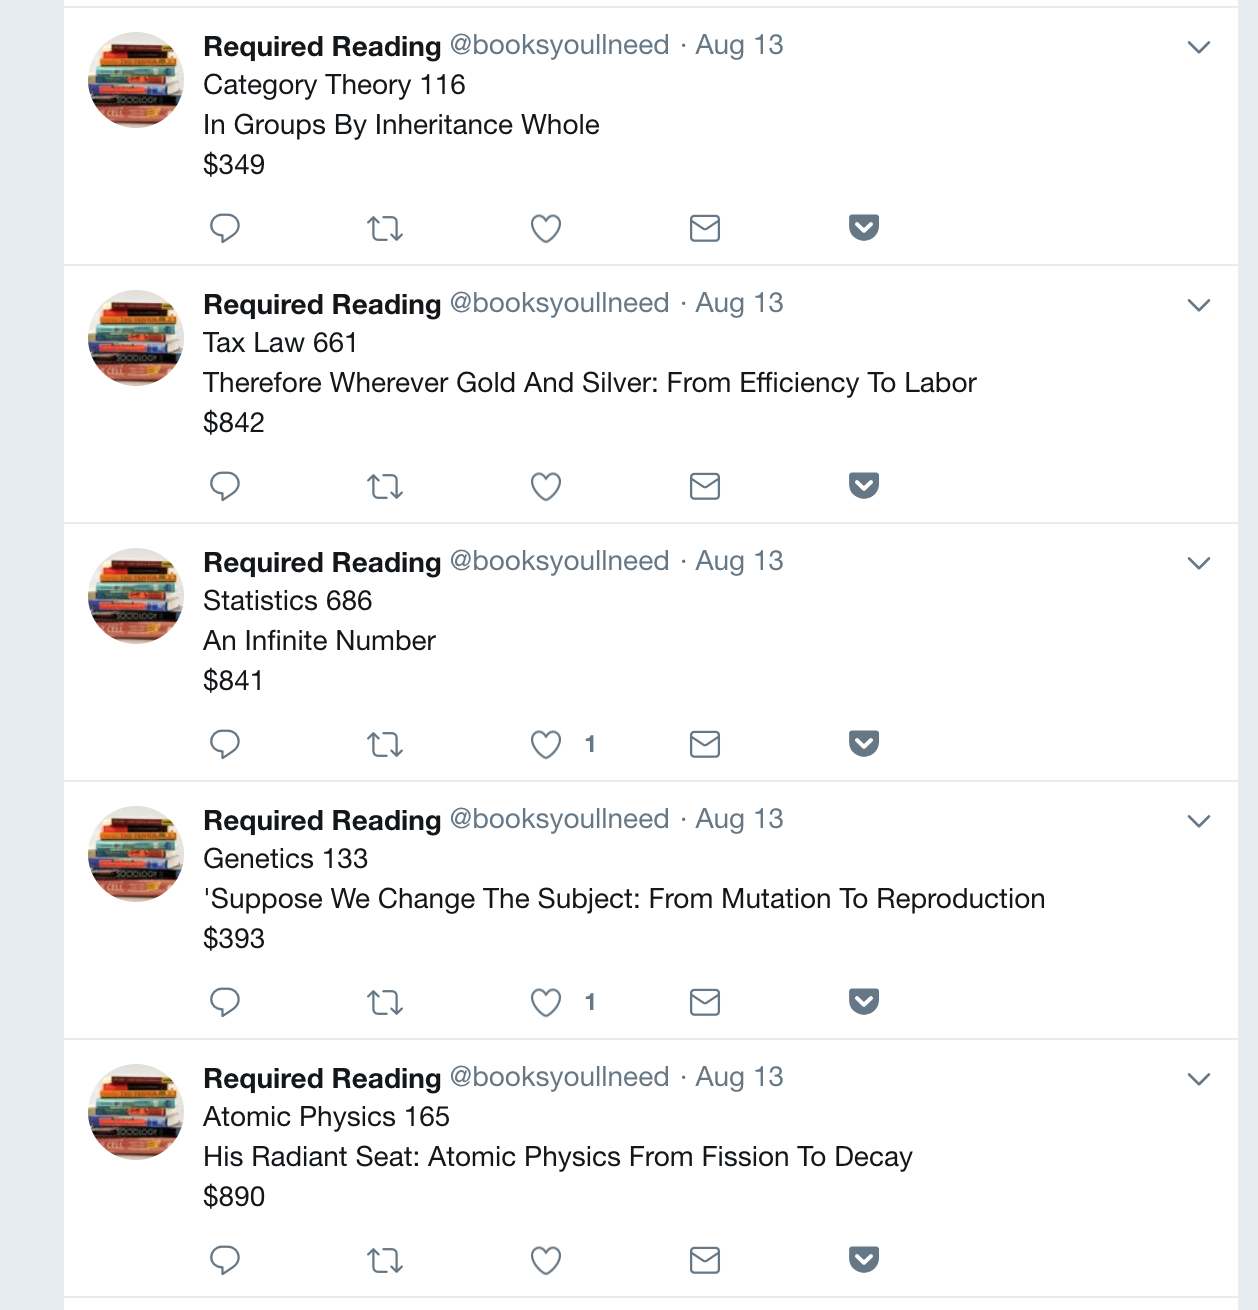 Required Reading @booksyoullneed · Aug 13
Category Theory 116
In Groups By Inheritance Whole
$349
Required Reading @booksyoullneed · Aug 13
Tax Law 661
Therefore Wherever Gold And Silver: From Efficiency To Labor
$842
Required Reading @booksyoullneed · Aug 13
Statistics 686
An Infinite Number
$841
1
Required Reading @booksyoullneed · Aug 13
Genetics 133
'Suppose We Change The Subject: From Mutation To Reproduction
$393
1
Required Reading @booksyoullneed · Aug 13
Atomic Physics 165
His Radiant Seat: Atomic Physics From Fission To Decay
$890